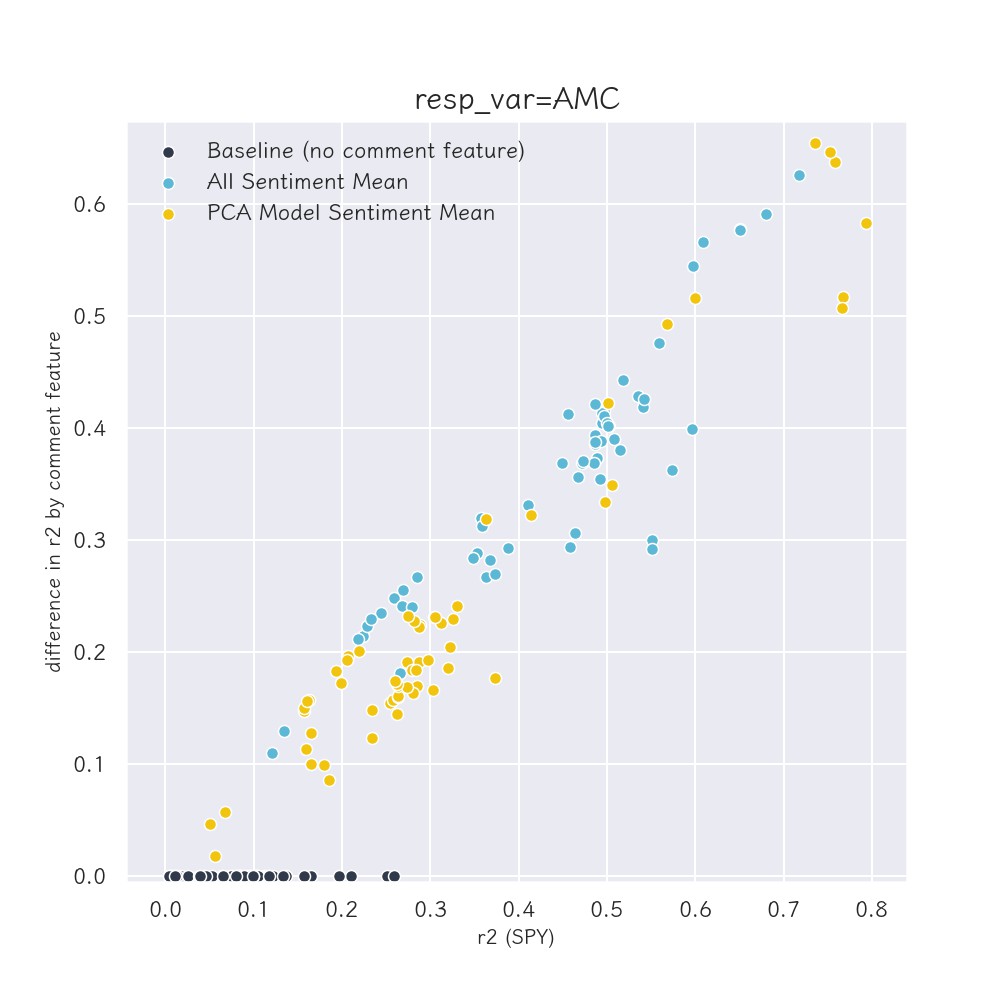 resp_var=AMC
Baseline (no comment feature)
All Sentiment Mean
PCA Model Sentiment Mean
difference in r2 by comment feature
0.6
0.5
0.4
0.3
0.2
0.1
0.0
0.0 0.1 0.2 0.3 0.4 0.5 0.6 0.7 0.8
r2 (SPY)